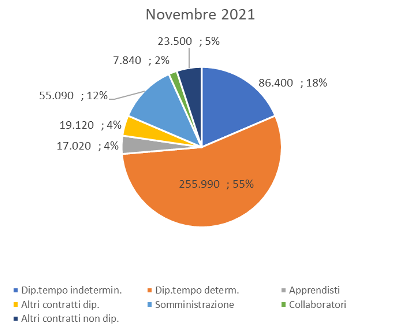 Novembre 2021
23.500 ; 5%
7.840 ; 2%
86.400 ; 18%
55.090 ; 12%
19.120 ; 4%
17.020 ; 4%
255.990 ; 55%
Dip.tempo indetermin. Dip.tempo determ. Apprendisti
Altri contratti dip. Somministrazione Collaboratori
Altri contratti non dip.